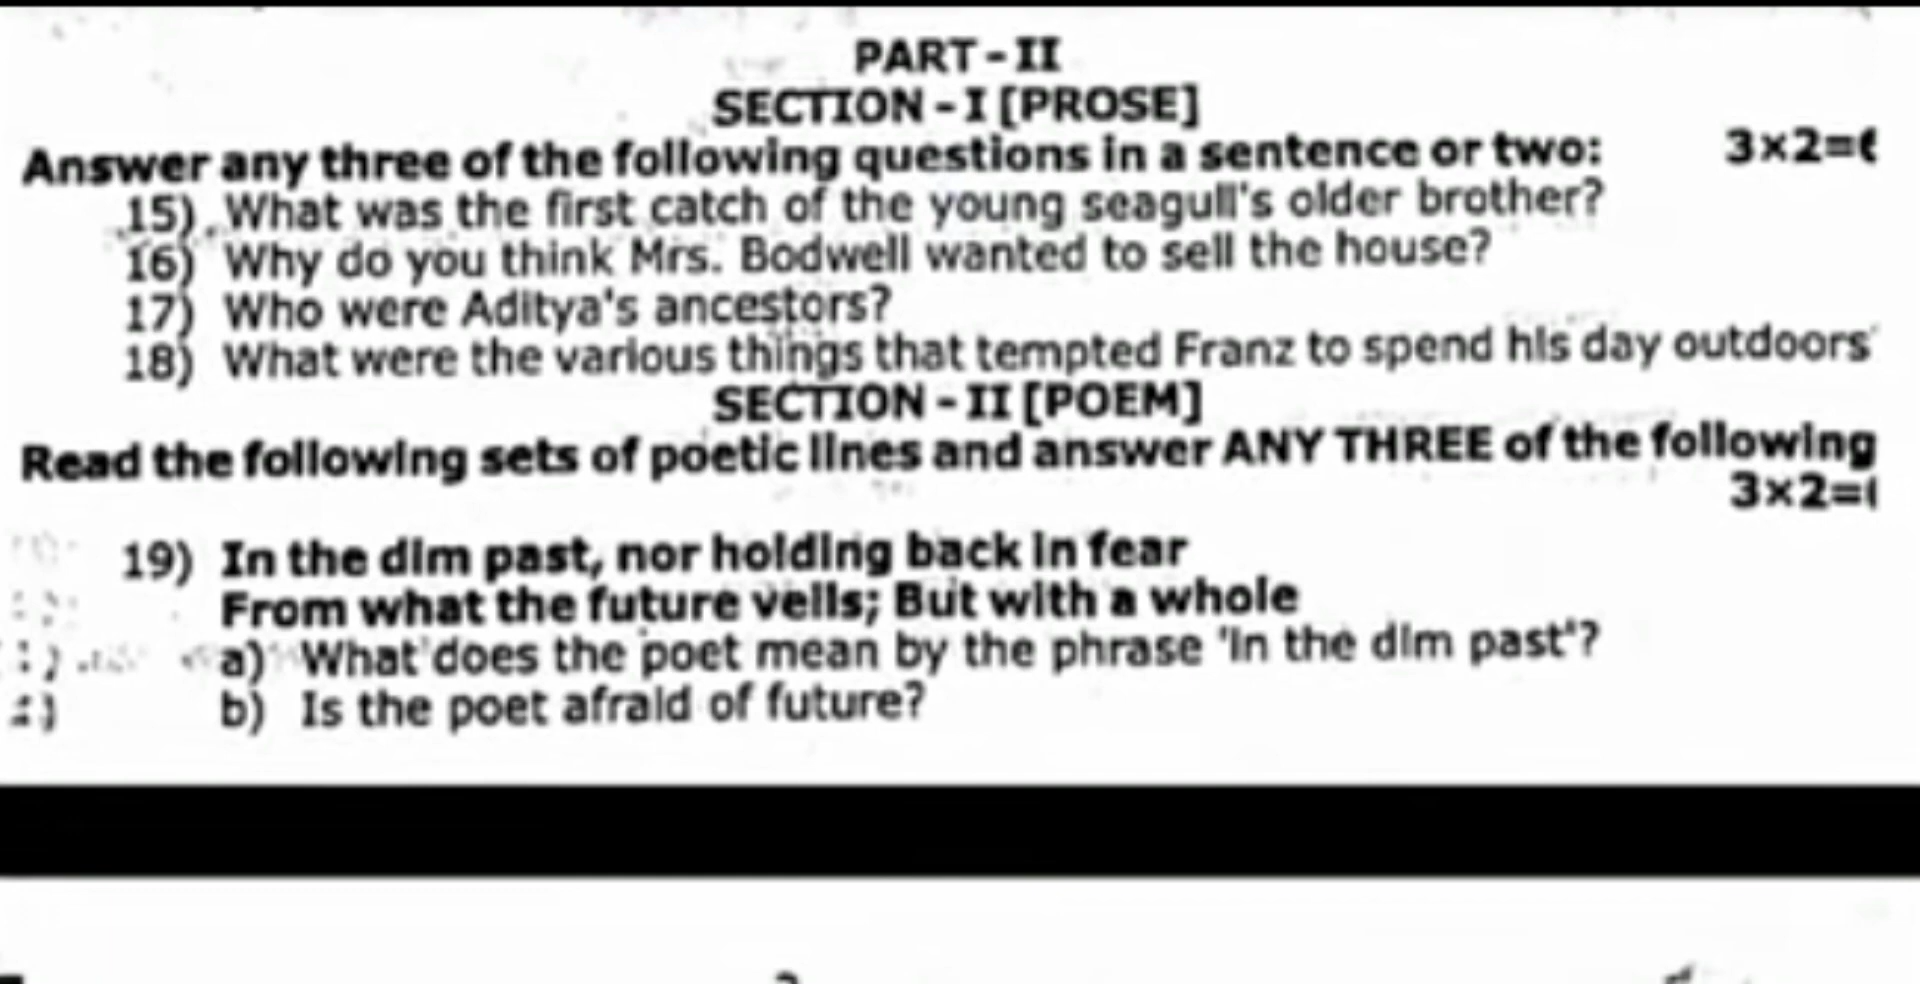 PART - II
SECTION - I [PROSE]
Answer any three of the following questions in a sentence or two: 3×2=
15) What was the first catch of the young seagull's older brother?
16) Why do you think Mrs. Bodwell wanted to sell the house?
17) Who were Aditya's ancestors?
18) What were the various things that tempted Franz to spend his day outdoors
SECTION - II [POEM]
Read the following sets of poetic lines and answer ANY THREE of the following
3×2=
19) In the dim past, nor holding back in fear
From what the future veils; But with a whole
a) What does the poet mean by the phrase 'in the dim past'?
b) Is the poet afraid of future?